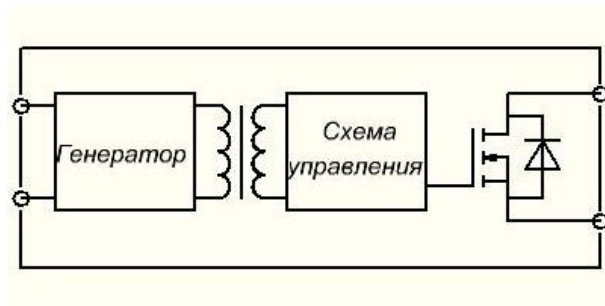 Генератор
Схема
управления